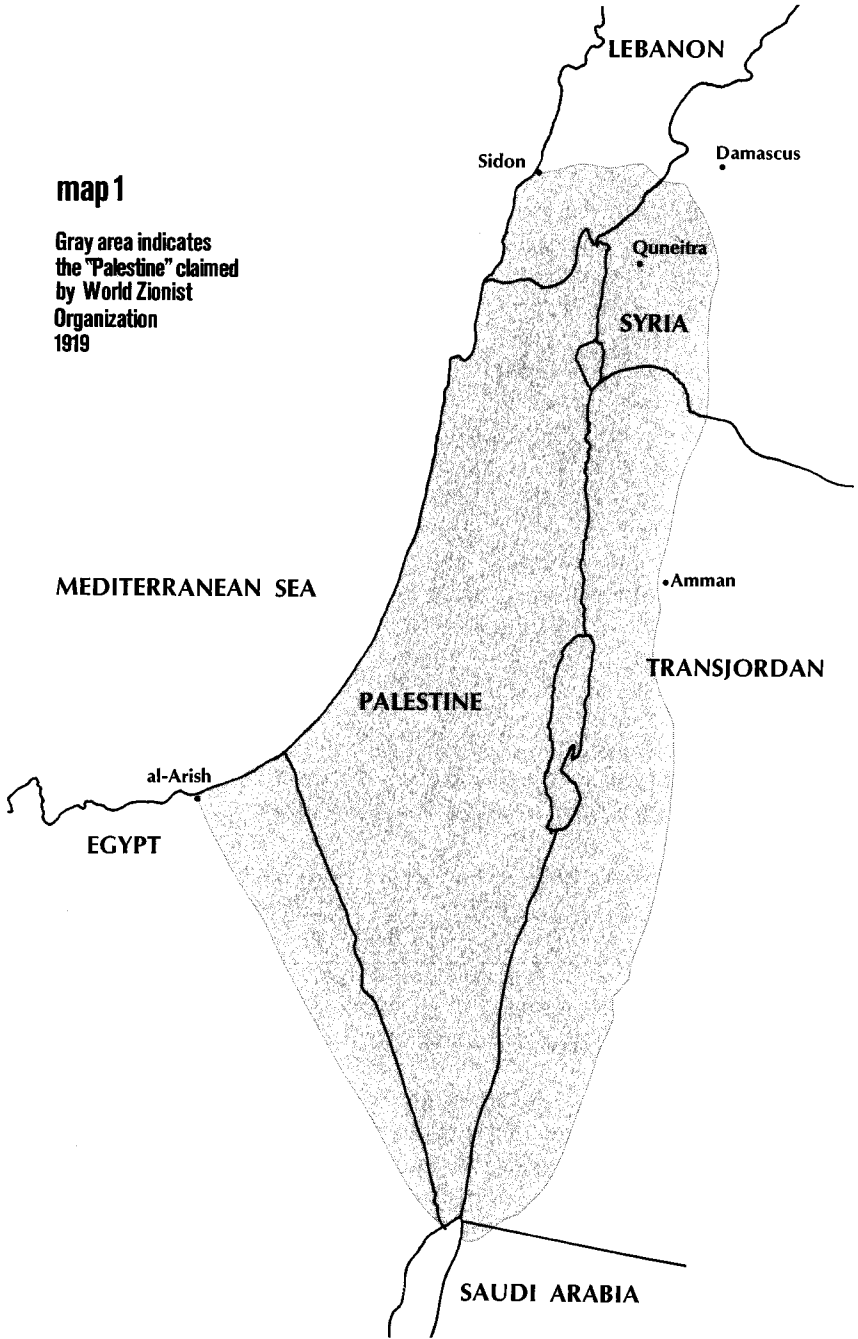 LEBANON
Sidon
Damascus
map 1
Gray area indicates
the "Palestine" claimed
by World Zionist
Organization
1919
Quneitra
SYRIA
MEDITERRANEAN SEA
Amman
TRANSJORDAN
PALESTINE
al-Arish
EGYPT
SAUDI ARABIA